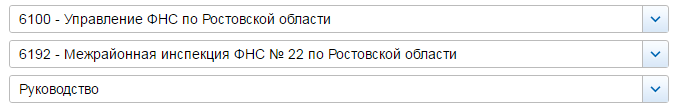 6100 - Управление ФНС по Ростовской области
6192 - Межрайонная инспекция ФНС № 22 по Ростовской области
Руководство